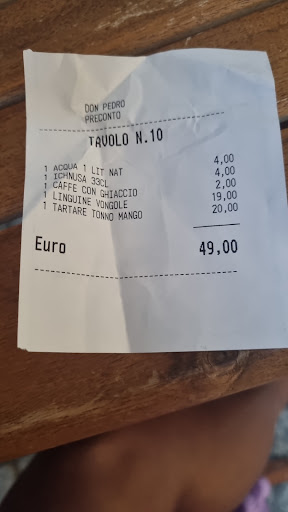 DON PEDRO
PRECONTO
TAVOLO N.10
1 ACQUA 1 LIT NAT 4,00
1 ICHNUSA 33CL 4,00
1 CAFFE CON GHIACCIO 2,00
1 LINGUINE VONGOLE 19,00
1 TARTARE TONNO MANGO 20,00
Euro 49,00